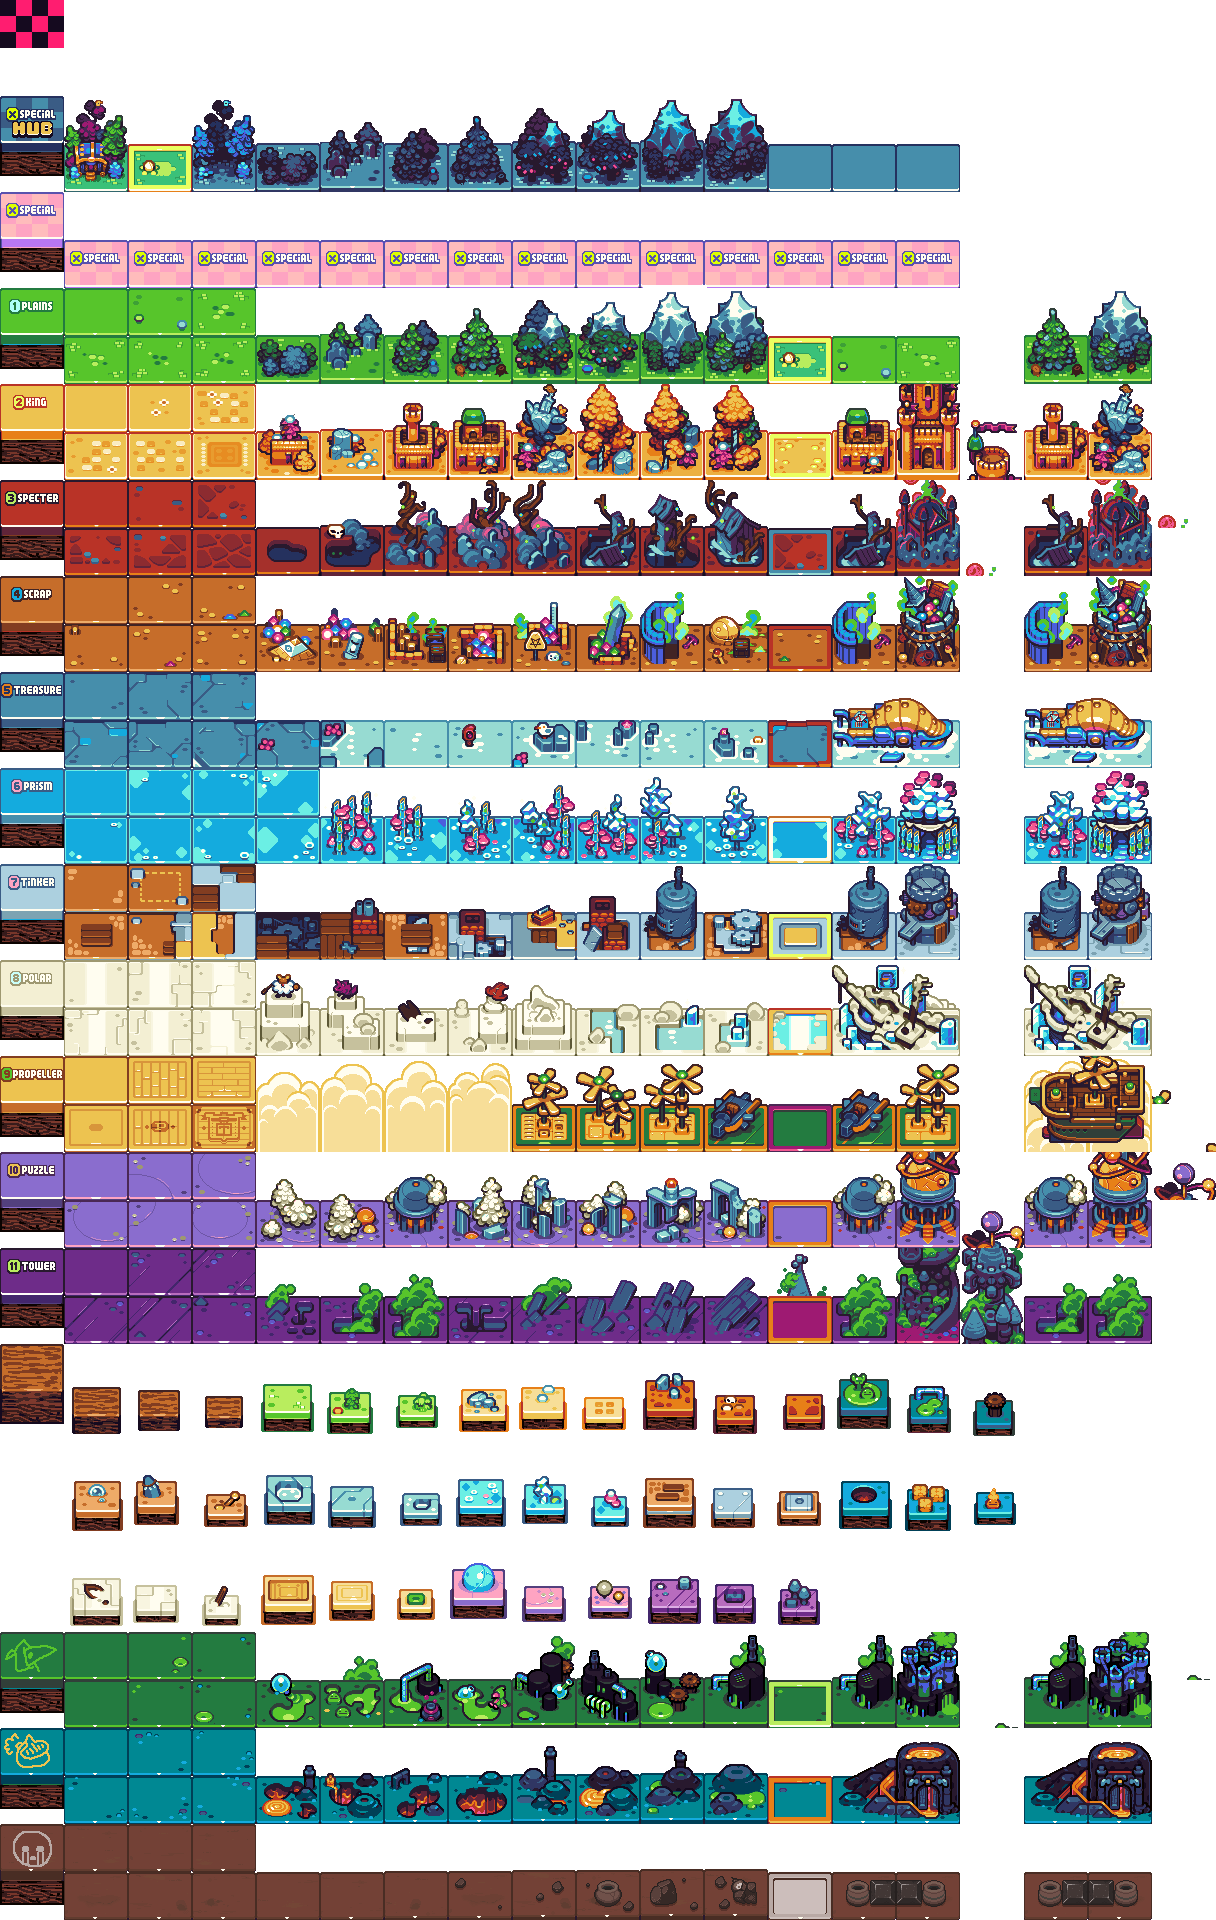 SPECIAL
HUB
SPECIAL
SPECIAL SPECIAL SPECIAL SPECIAL SPECIAL SPECIAL SPECIAL SPECIAL SPECIAL SPECIAL SPECIAL SPECIAL SPECIAL SPECIAL
1 PLAINS
2 KING
3 SPECTER
4 SCRAP
5 TREASURE
6 PRISM
7 TINKER
8 POLAR
9 PROPELLER
10 PUZZLE
11 TOWER